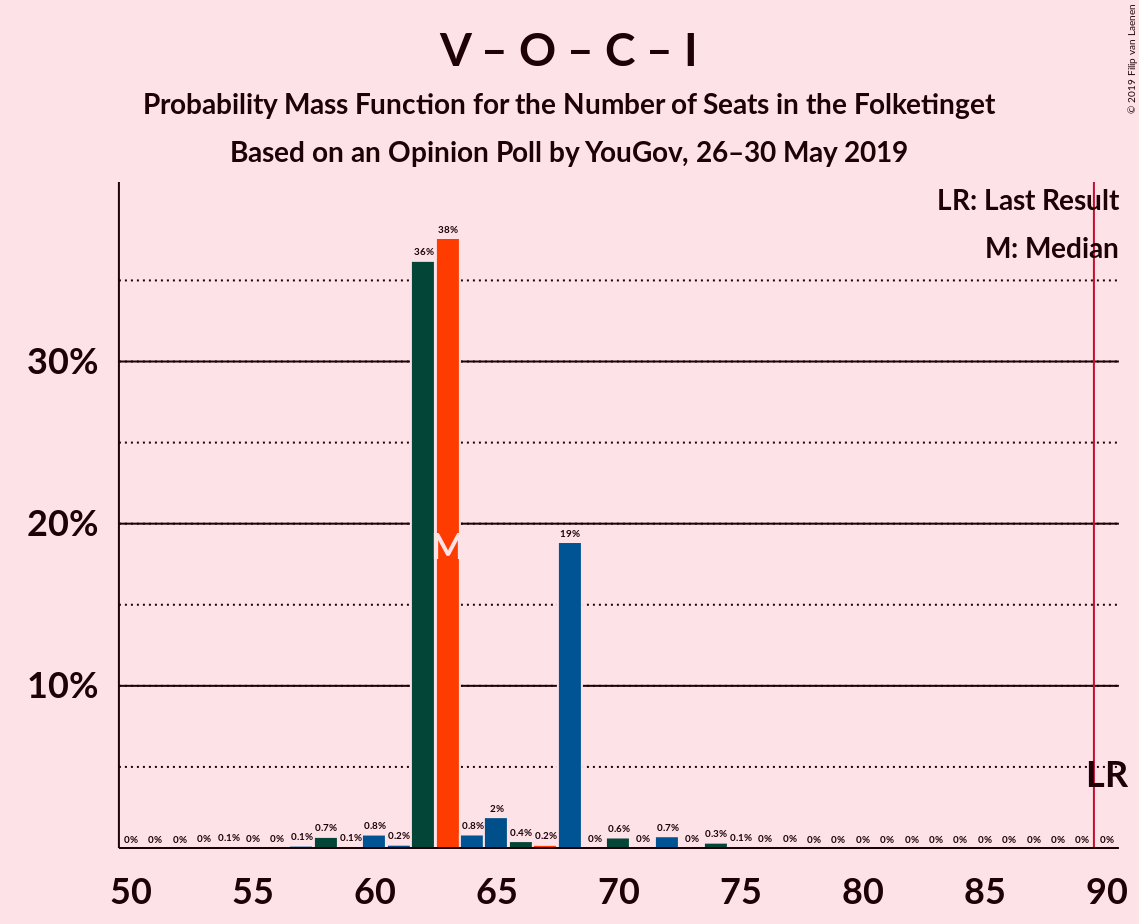 V – O – C – I
Probability Mass Function for the Number of Seats in the Folketinget
Based on an Opinion Poll by YouGov, 26–30 May 2019
© 2019 Filip van Laenen
LR: Last Result
M: Median
38%
36%
30%
M
20%
19%
10%
LR
0% 0% 0% 0% 0.1% 0% 0% 0.1% 0.7% 0.1% 0.8% 0.2% 0.8% 2% 0.4% 0.2% 0% 0.6% 0% 0.7% 0% 0.3% 0.1% 0% 0% 0% 0% 0% 0% 0% 0% 0% 0% 0% 0% 0% 0% 0%
50 55 60 65 70 75 80 85 90